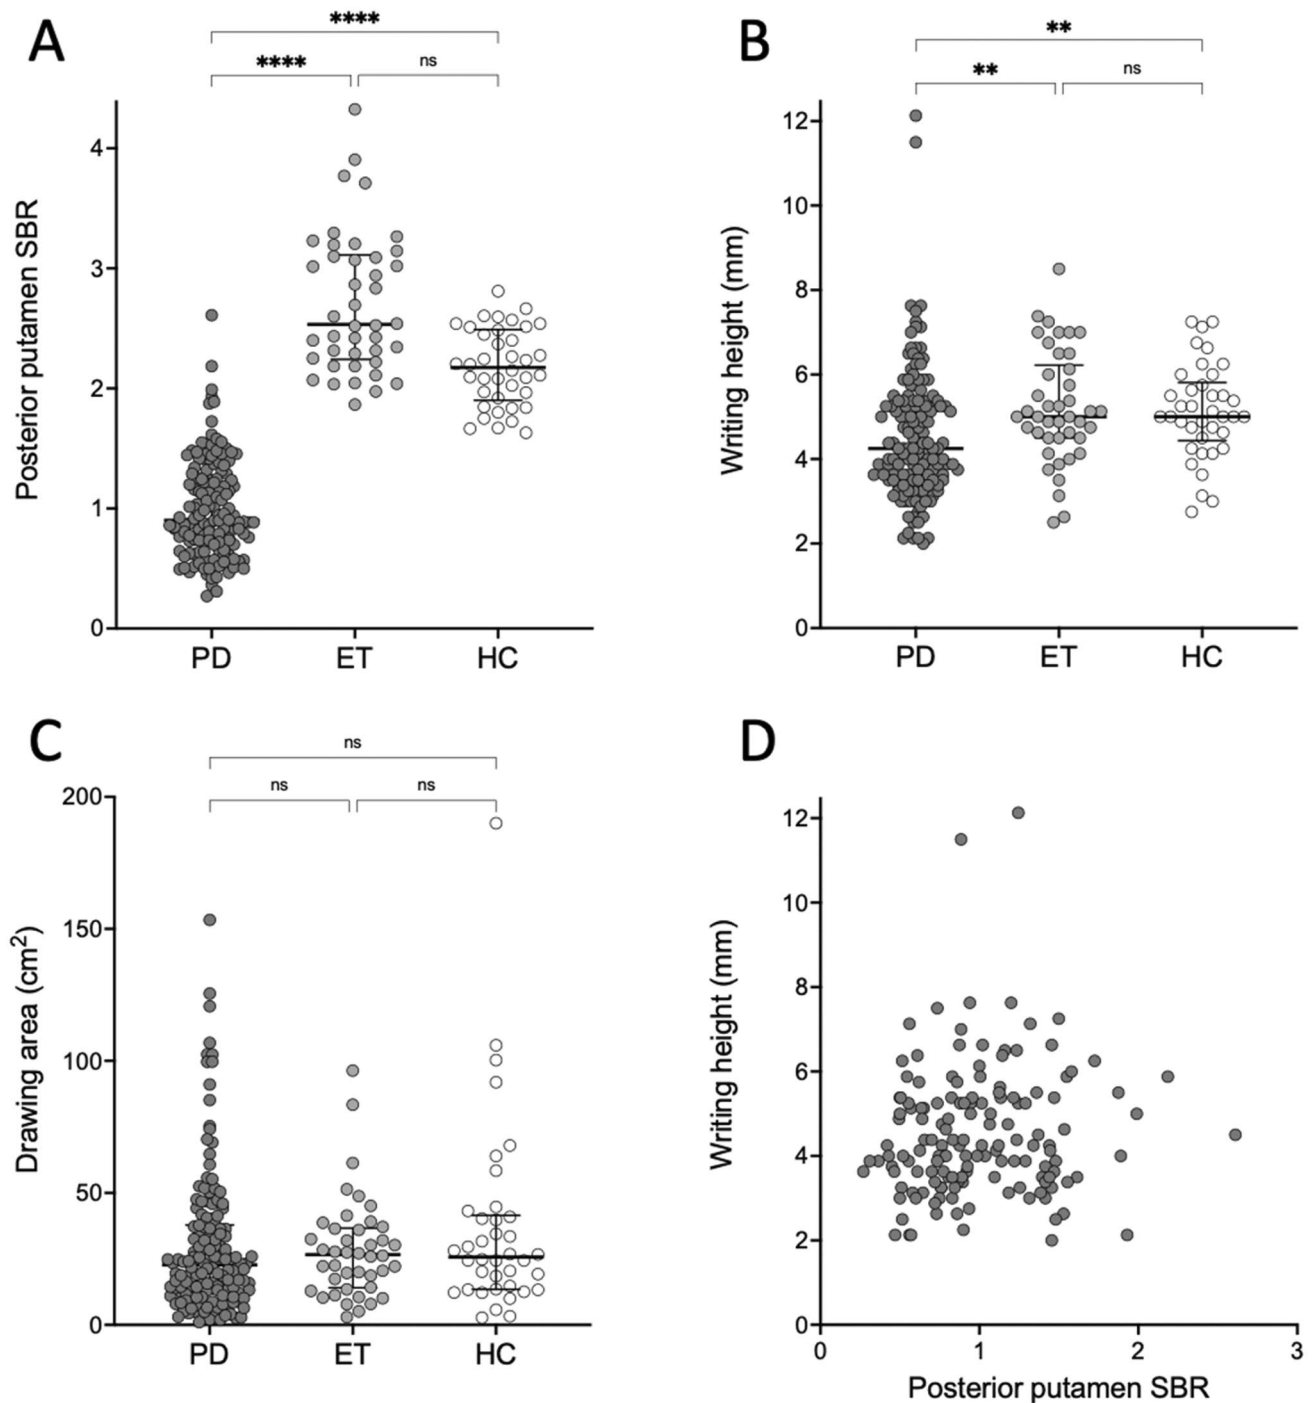 A
****
****
ns
Posterior putamen SBR
4
3
2
1
0
PD ET HC
B
**
**
ns
Writing height (mm)
12
10
8
6
4
2
0
PD ET HC
C
ns
ns
ns
Drawing area (cm²)
200
150
100
50
0
PD ET HC
D
Writing height (mm)
12
10
8
6
4
2
0
0 1 2 3
Posterior putamen SBR